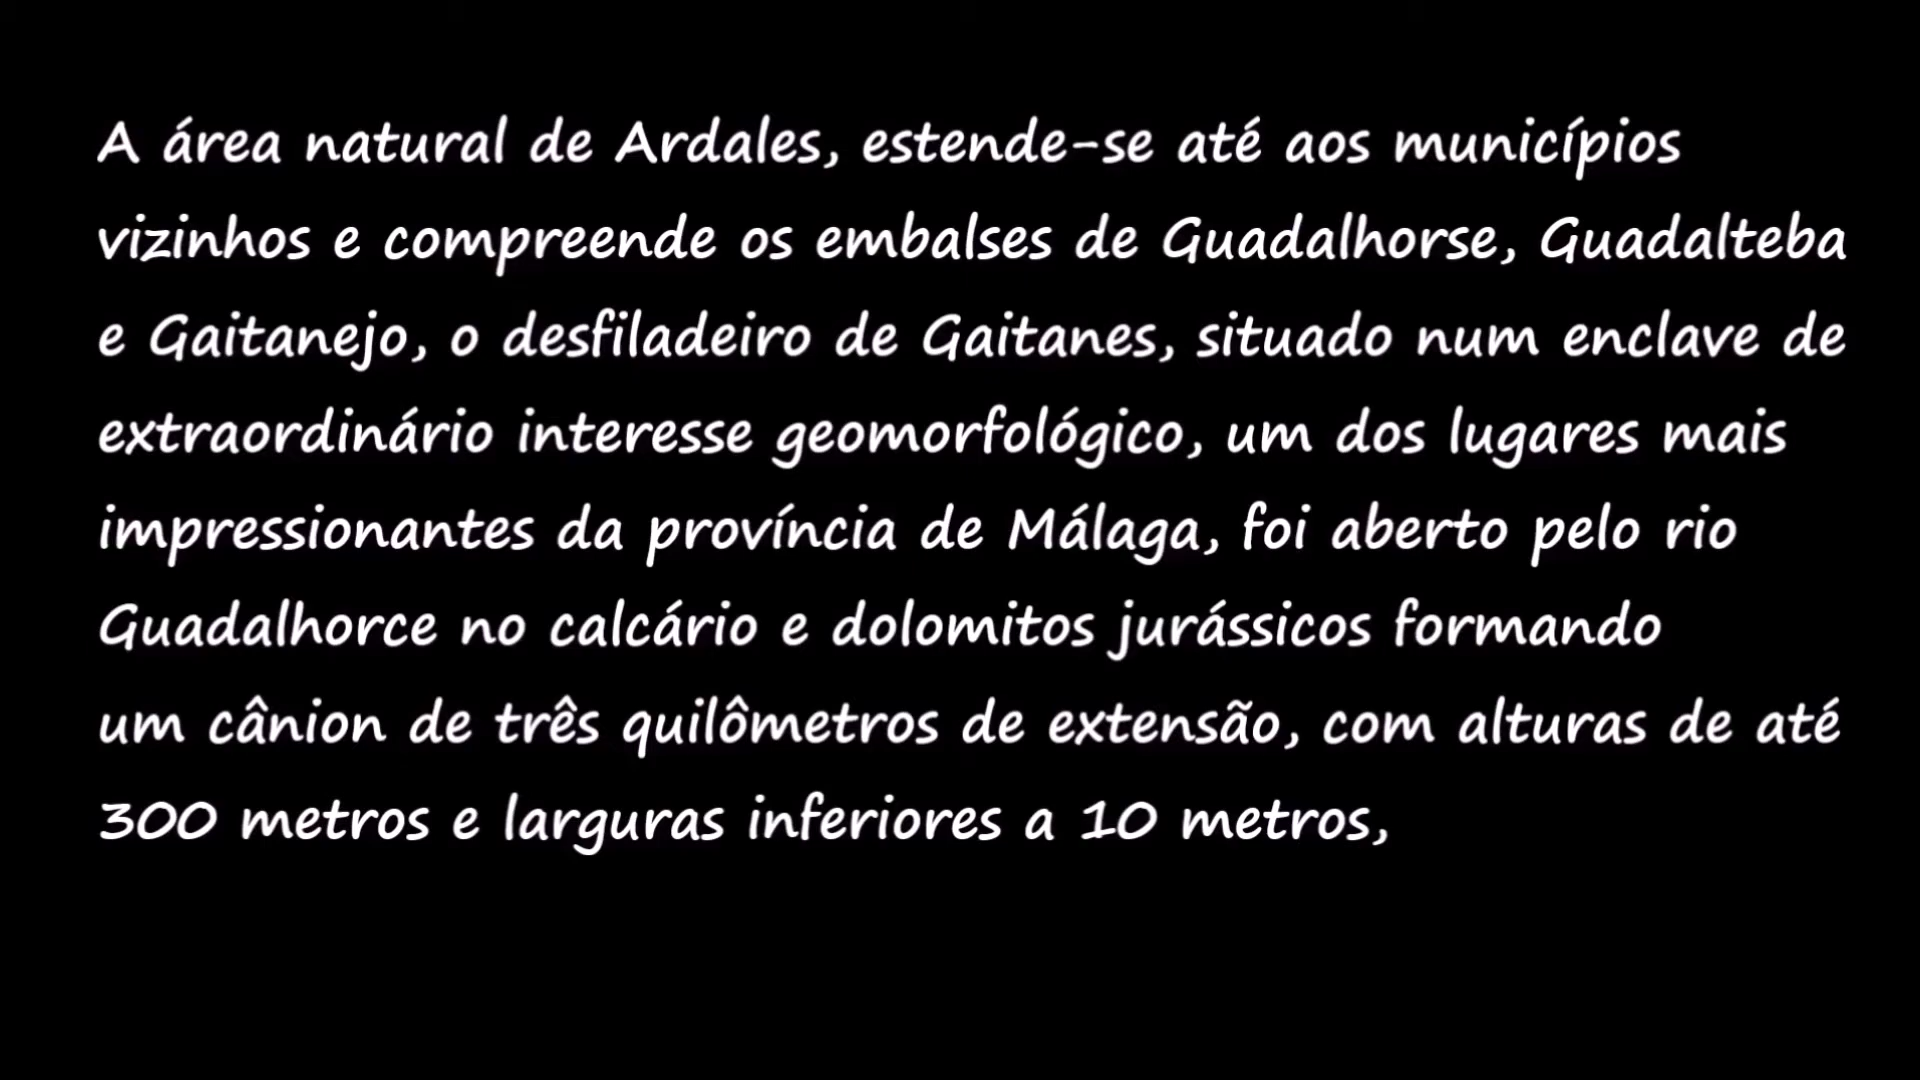 A área natural de Ardales, estende-se até aos municípios
vizinhos e compreende os embalses de Guadalhorse, Guadalteba
e Gaitanejo, o desfiladeiro de Gaitanes, situado num enclave de
extraordinário interesse geomorfológico, um dos lugares mais
impressionantes da província de Málaga, foi aberto pelo rio
Guadalhorce no calcário e dolomitos jurássicos formando
um cânion de três quilômetros de extensão, com alturas de até
300 metros e larguras inferiores a 10 metros,